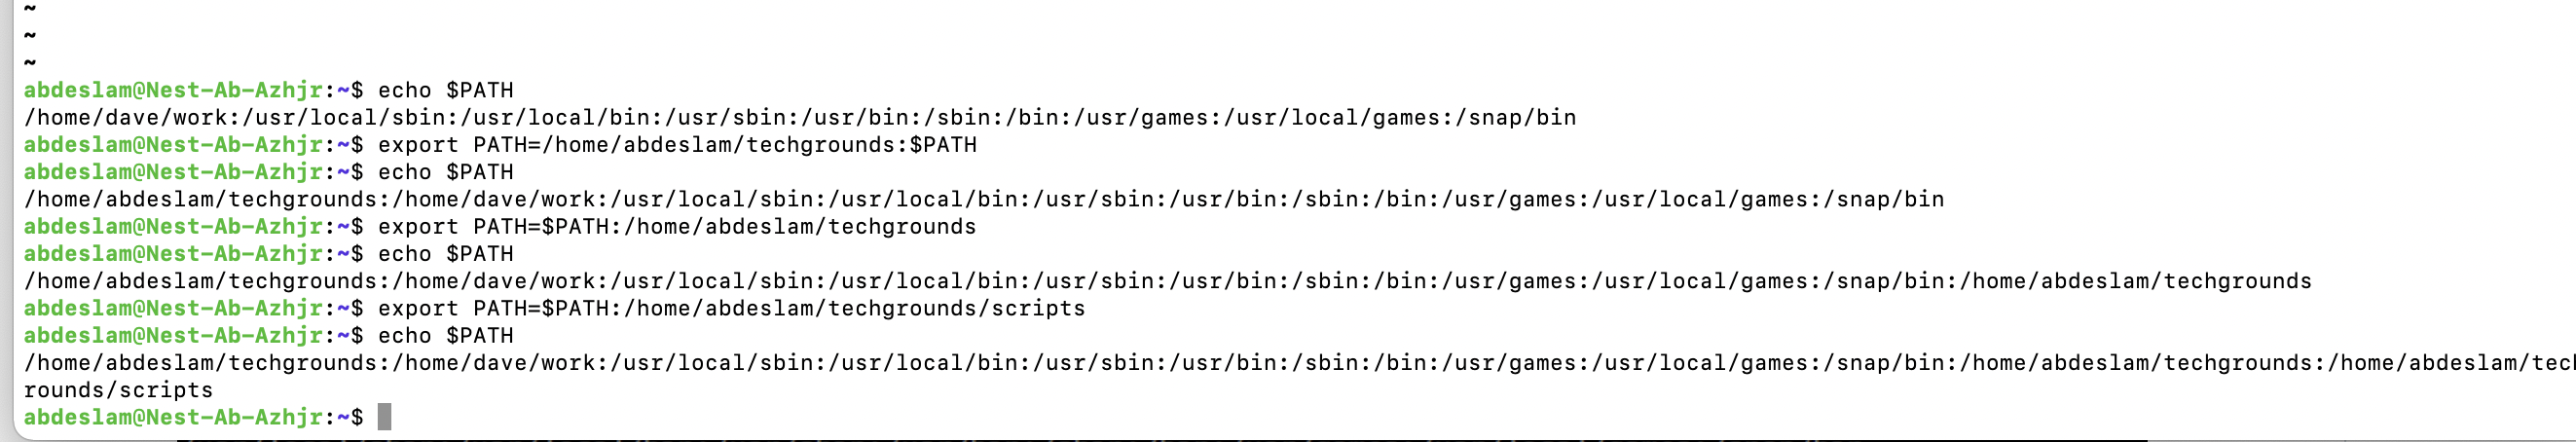 ~
~
~
abdeslam@Nest-Ab-Azhjr:~$ echo $PATH
/home/dave/work:/usr/local/sbin:/usr/local/bin:/usr/sbin:/usr/bin:/sbin:/bin:/usr/games:/usr/local/games:/snap/bin
abdeslam@Nest-Ab-Azhjr:~$ export PATH=/home/abdeslam/techgrounds:$PATH
abdeslam@Nest-Ab-Azhjr:~$ echo $PATH
/home/abdeslam/techgrounds:/home/dave/work:/usr/local/sbin:/usr/local/bin:/usr/sbin:/usr/bin:/sbin:/bin:/usr/games:/usr/local/games:/snap/bin
abdeslam@Nest-Ab-Azhjr:~$ export PATH=$PATH:/home/abdeslam/techgrounds
abdeslam@Nest-Ab-Azhjr:~$ echo $PATH
/home/abdeslam/techgrounds:/home/dave/work:/usr/local/sbin:/usr/local/bin:/usr/sbin:/usr/bin:/sbin:/bin:/usr/games:/usr/local/games:/snap/bin:/home/abdeslam/techgrounds
abdeslam@Nest-Ab-Azhjr:~$ export PATH=$PATH:/home/abdeslam/techgrounds/scripts
abdeslam@Nest-Ab-Azhjr:~$ echo $PATH
/home/abdeslam/techgrounds:/home/dave/work:/usr/local/sbin:/usr/local/bin:/usr/sbin:/usr/bin:/sbin:/bin:/usr/games:/usr/local/games:/snap/bin:/home/abdeslam/techgrounds:/home/abdeslam/tech
rounds/scripts
abdeslam@Nest-Ab-Azhjr:~$